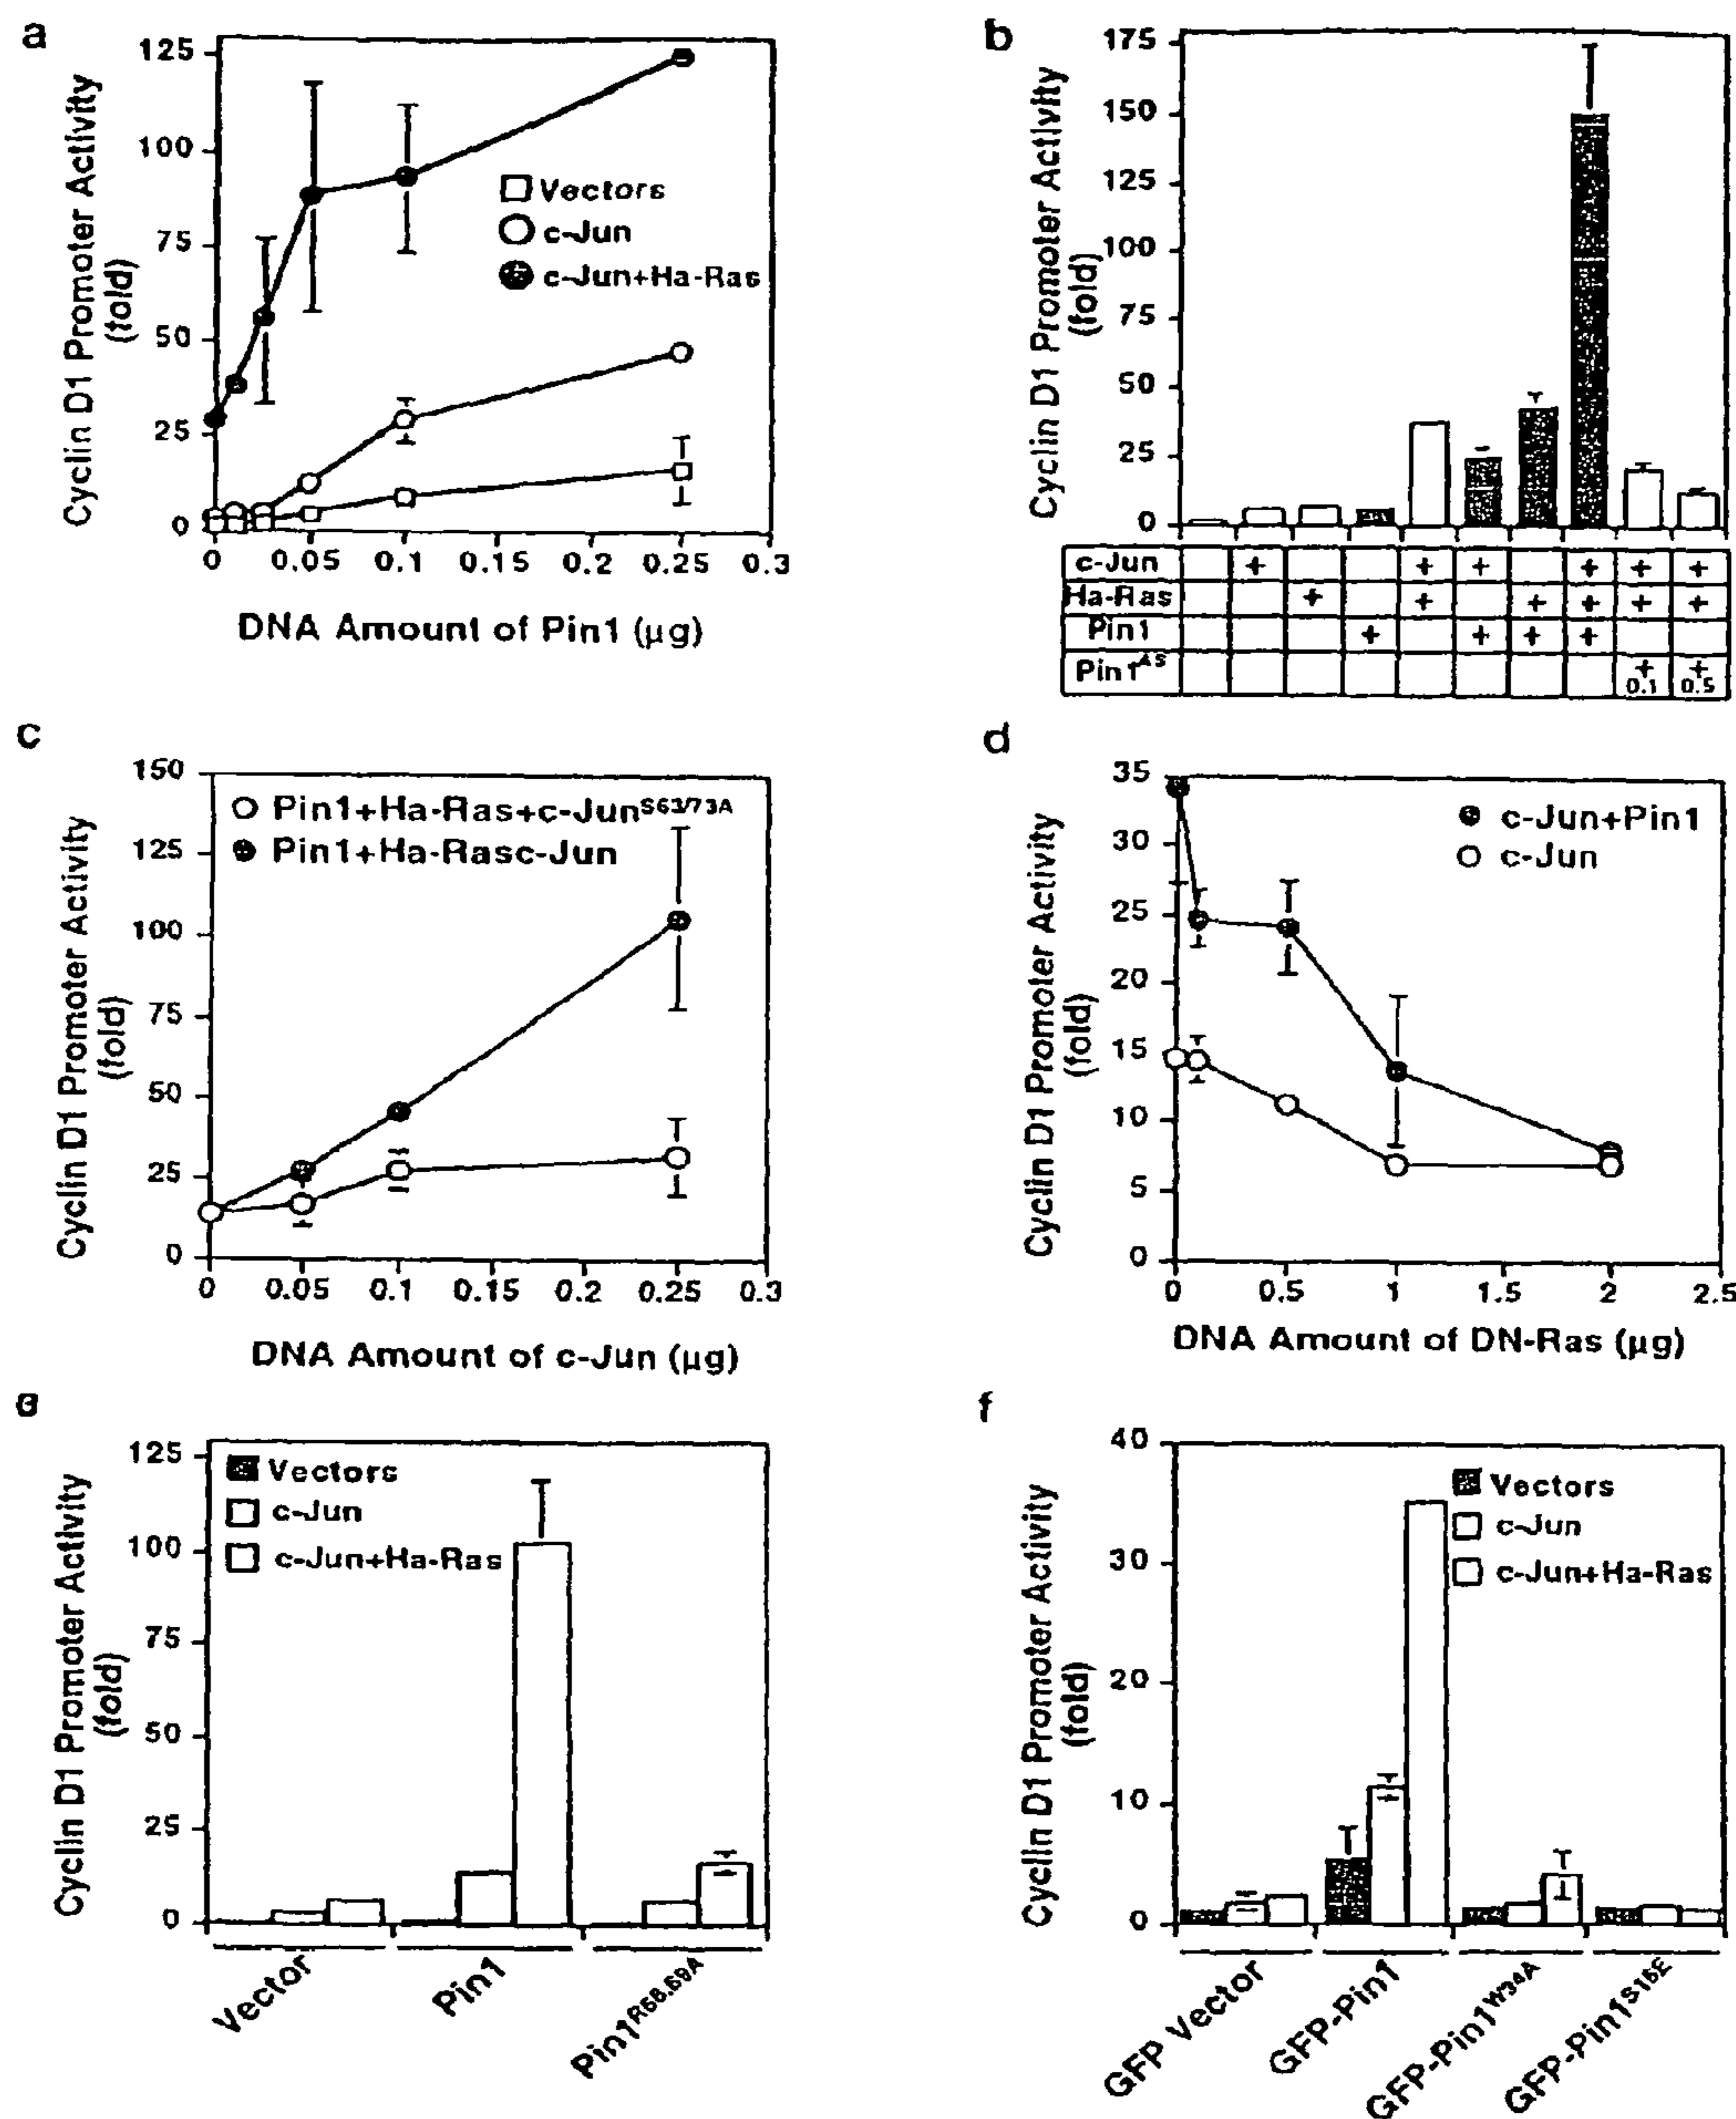 a
Cyclin D1 Promoter Activity
(fold)
125
100
75
50
25
0
Vectors
c-Jun
c-Jun+Ha-Ras
0 0.05 0.1 0.15 0.2 0.25 0.3
DNA Amount of Pin1 (µg)
b
Cyclin D1 Promoter Activity
(fold)
175
150
125
100
75
50
25
0
c-Jun + + + + + +
Ha-Ras + + + + + +
Pin1 + + + +
Pin1AS + +
0.1 0.5
c
Cyclin D1 Promoter Activity
(fold)
150
125
100
75
50
25
0
Pin1+Ha-Ras+c-JunS63/73A
Pin1+Ha-Rasc-Jun
0 0.05 0.1 0.15 0.2 0.25 0.3
DNA Amount of c-Jun (µg)
d
Cyclin D1 Promoter Activity
(fold)
35
30
25
20
15
10
5
0
c-Jun+Pin1
c-Jun
0 0.5 1 1.5 2 2.5
DNA Amount of DN-Ras (µg)
e
Cyclin D1 Promoter Activity
(fold)
125
100
75
50
25
0
Vectors
c-Jun
c-Jun+Ha-Ras
Vector
Pin1
Pin1R68.69A
f
Cyclin D1 Promoter Activity
(fold)
40
30
20
10
0
Vectors
c-Jun
c-Jun+Ha-Ras
GFP Vector
GFP-Pin1
GFP-Pin1W34A
GFP-Pin1S16E